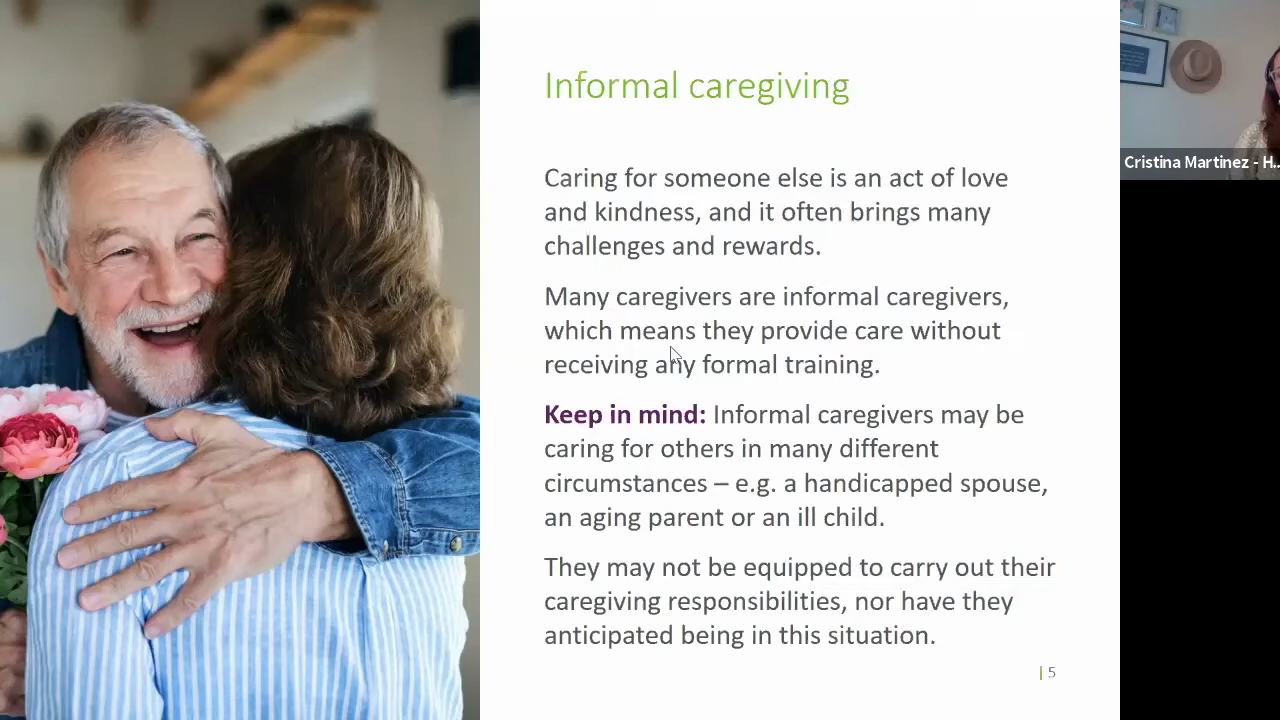 Informal caregiving
Caring for someone else is an act of love
and kindness, and it often brings many
challenges and rewards.
Many caregivers are informal caregivers,
which means they provide care without
receiving any formal training.
Keep in mind: Informal caregivers may be
caring for others in many different
circumstances – e.g. a handicapped spouse,
an aging parent or an ill child.
They may not be equipped to carry out their
caregiving responsibilities, nor have they
anticipated being in this situation.
| 5
Cristina Martinez - H...